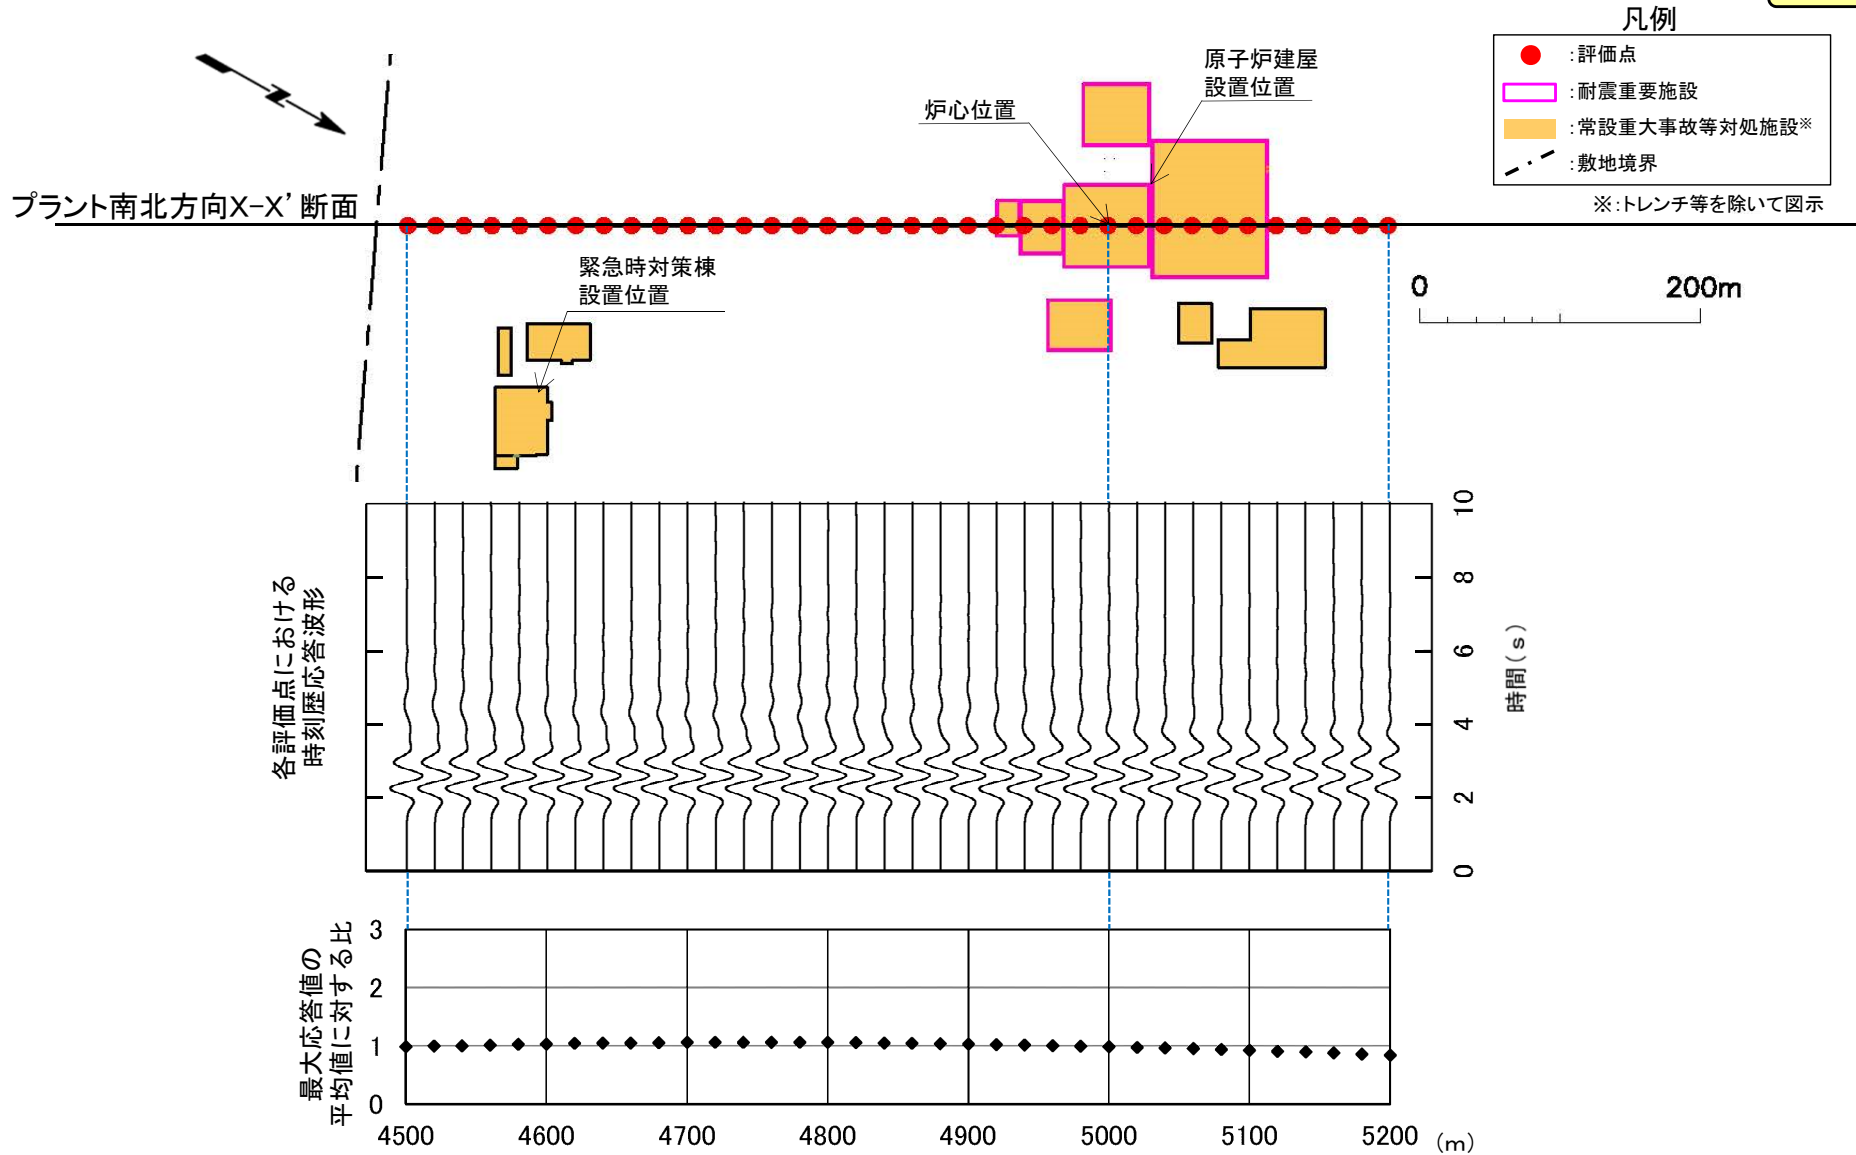 凡例
:評価点
:耐震重要施設
:常設重大事故等対処施設※
:敷地境界
※:トレンチ等を除いて図示
原子炉建屋
設置位置
炉心位置
プラント南北方向X-X’断面
緊急時対策棟
設置位置
0
200m
各評価点における
時刻歴応答波形
10
8
6
4
2
0
時間(s)
最大応答値の
平均値に対する比
3
2
1
0
4500
4600
4700
4800
4900
5000
5100
5200
(m)